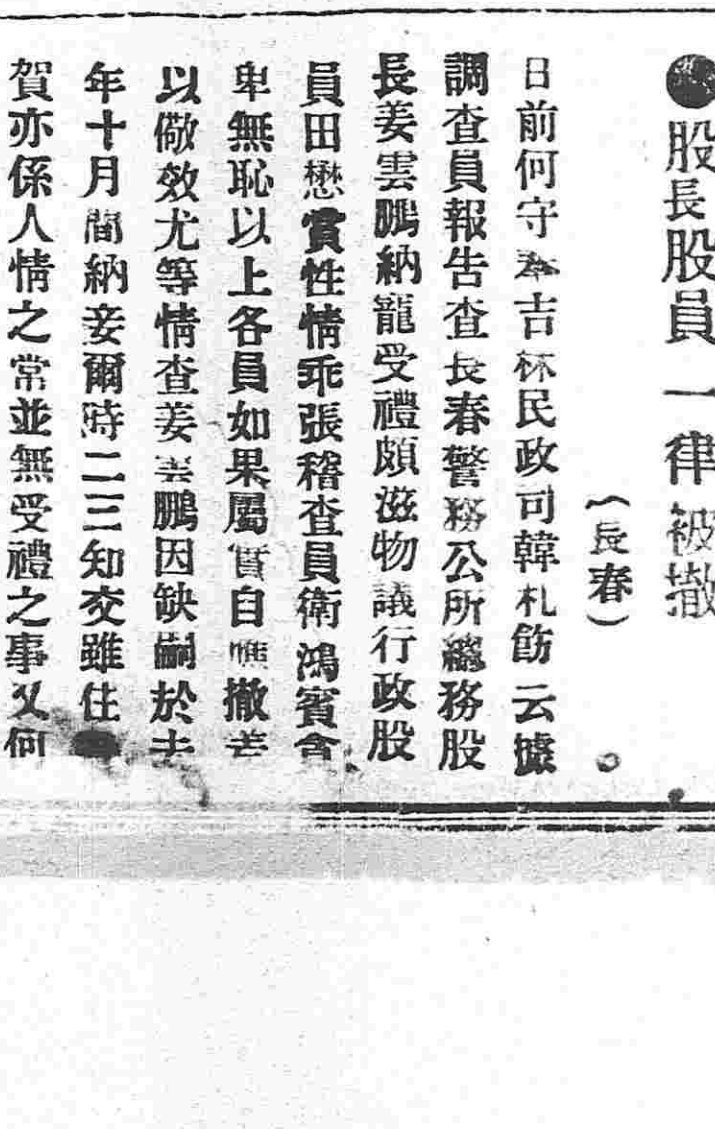 ●股長股員一律被撤
（長春）
日前何守奉吉林民政司韓札飭云據
調查員報告查長春警務公所總務股
長姜雲鵬納寵受禮頗滋物議行政股
員田懋賞性情乖張稽查員衛鴻賓貪
卑無恥以上各員如果屬實自應撤差
以儆效尤等情查姜雲鵬因缺嗣於去
年十月間納妾爾時二三知交雖往
賀亦係人情之常並無受禮之事又何